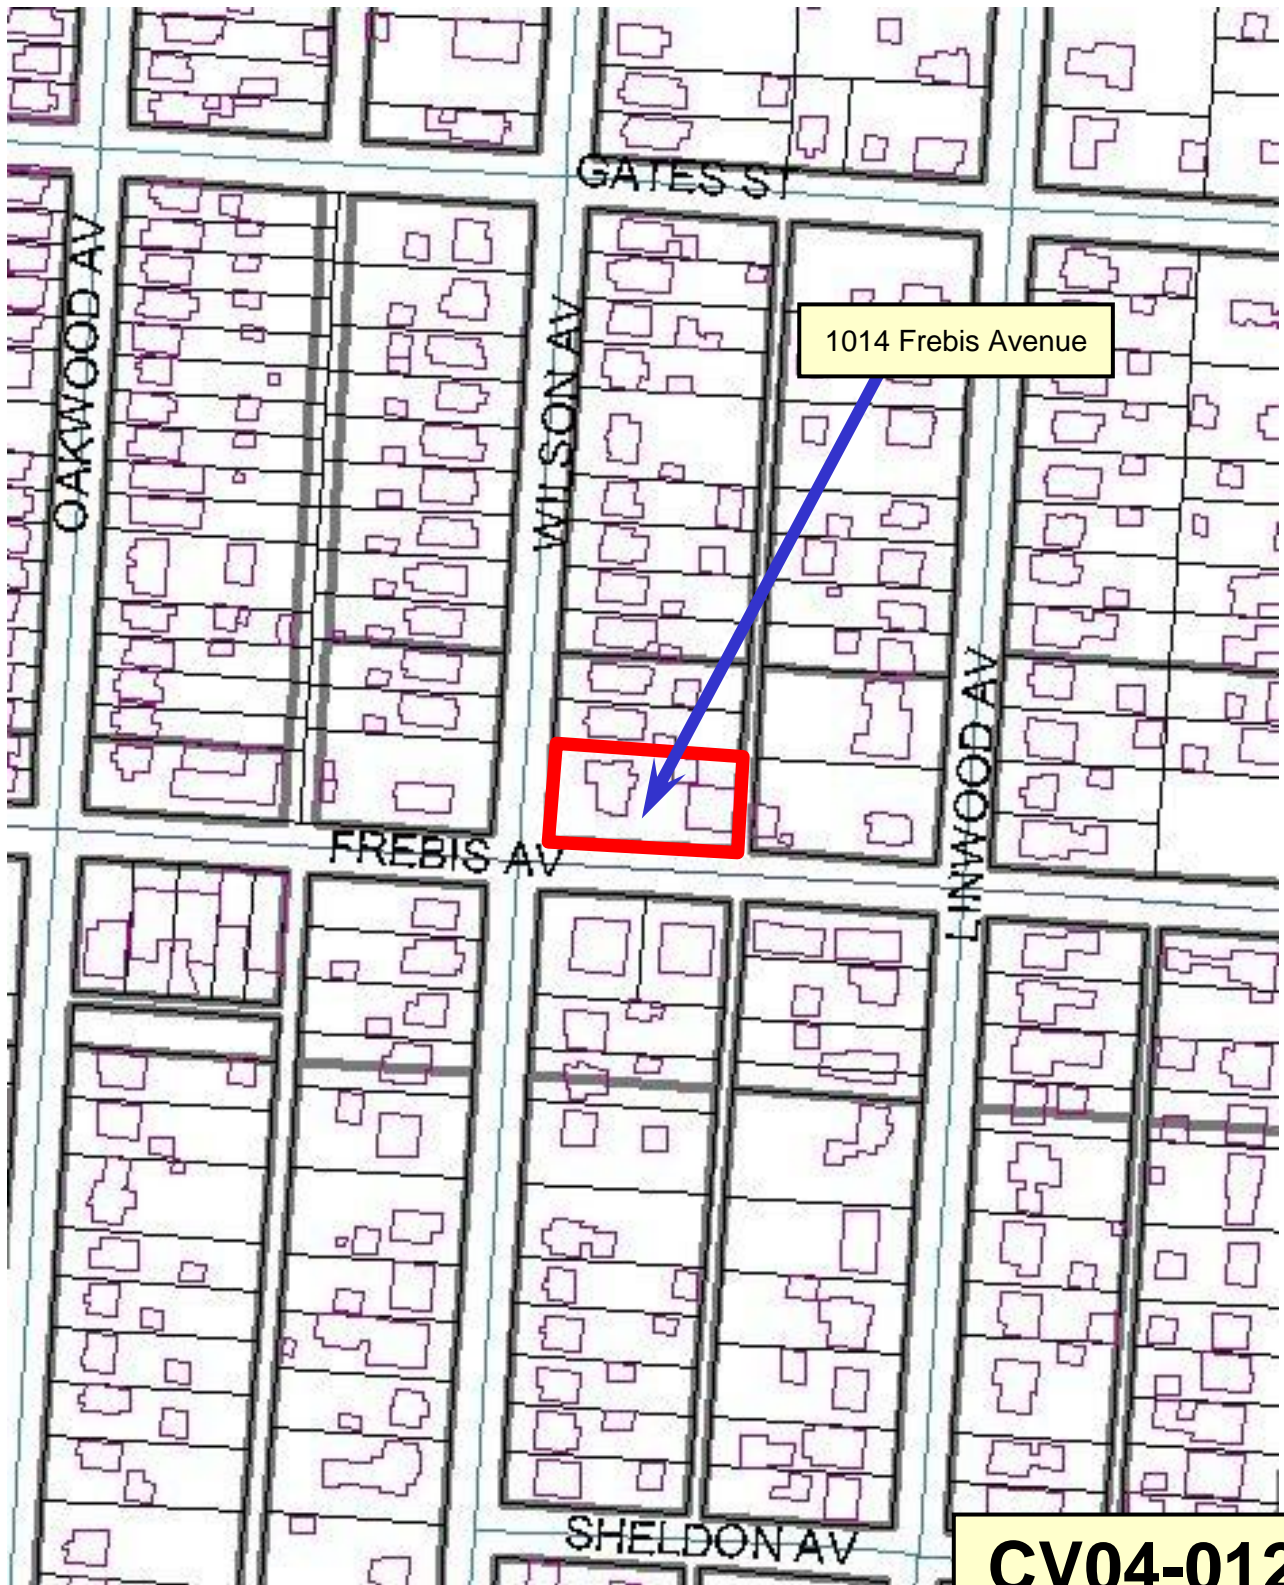 GATES ST
OAKWOOD AV
WILSON AV
1014 Frebis Avenue
LINWOOD AV
FREBIS AV
SHELDON AV
CV04-012